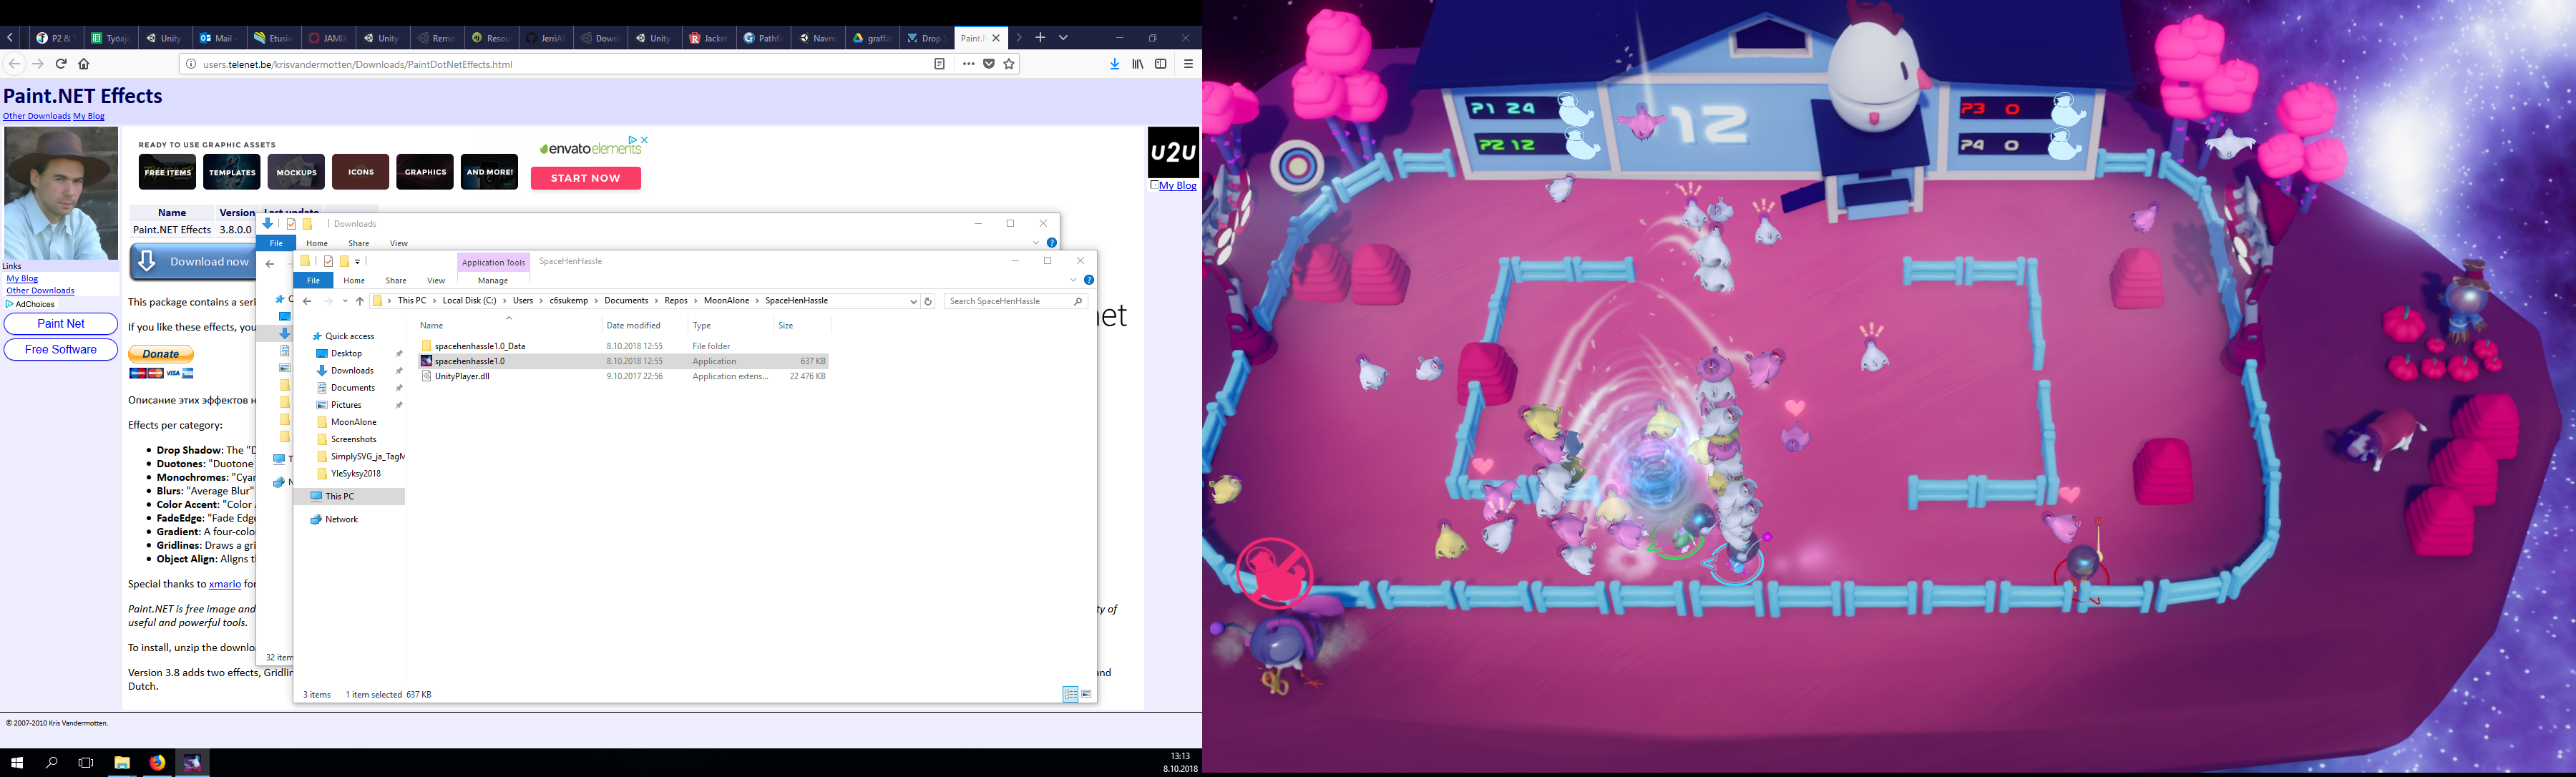 P2 &
Työaj
Unity
Mail -
Etusiv
JAMIX
Unity
Remo
Resou
JerriAl
Down
Unity
Jacket
Pathfi
Navm
graffa
Drop S
Paint.N
users.telenet.be/krisvandermotten/Downloads/PaintDotNetEffects.html
Paint.NET Effects
Other Downloads My Blog
READY TO USE GRAPHIC ASSETS
envatoelements
FREE ITEMS
TEMPLATES
MOCKUPS
ICONS
GRAPHICS
AND MORE!
START NOW
u2u
My Blog
Name Version Last update
Paint.NET Effects 3.8.0.0
Download now
Links
My Blog
Other Downloads
AdChoices
Paint Net
Free Software
This package contains a seri
If you like these effects, you
Donate
VISA
Описание этих эффектов н
Effects per category:
Drop Shadow: The "D
Duotones: "Duotone
Monochromes: "Cyar
Blurs: "Average Blur"
Color Accent: "Color
FadeEdge: "Fade Edge
Gradient: A four-colo
Gridlines: Draws a gri
Object Align: Aligns t
Special thanks to xmario for
Paint.NET is free image and
ty of
useful and powerful tools.
To install, unzip the downlo
Version 3.8 adds two effects, Gridlin
and
Dutch.
© 2007-2010 Kris Vandermotten.
et
Downloads
File Home Share View
32 item
Application Tools
SpaceHenHassle
File Home Share View Manage
This PC Local Disk (C:) Users c6sukemp Documents Repos MoonAlone SpaceHenHassle
Search SpaceHenHassle
Name Date modified Type Size
spacehenhassle1.0_Data 8.10.2018 12:55 File folder
spacehenhassle1.0 8.10.2018 12:55 Application 637 KB
UnityPlayer.dll 9.10.2017 22:56 Application extens... 22 476 KB
Quick access
Desktop
Downloads
Documents
Pictures
MoonAlone
Screenshots
SimplySVG_ja_TagM
YleSyksy2018
This PC
Network
3 items 1 item selected 637 KB
13:13
8.10.2018
P1 24
P2 12
12
P3 0
P4 0